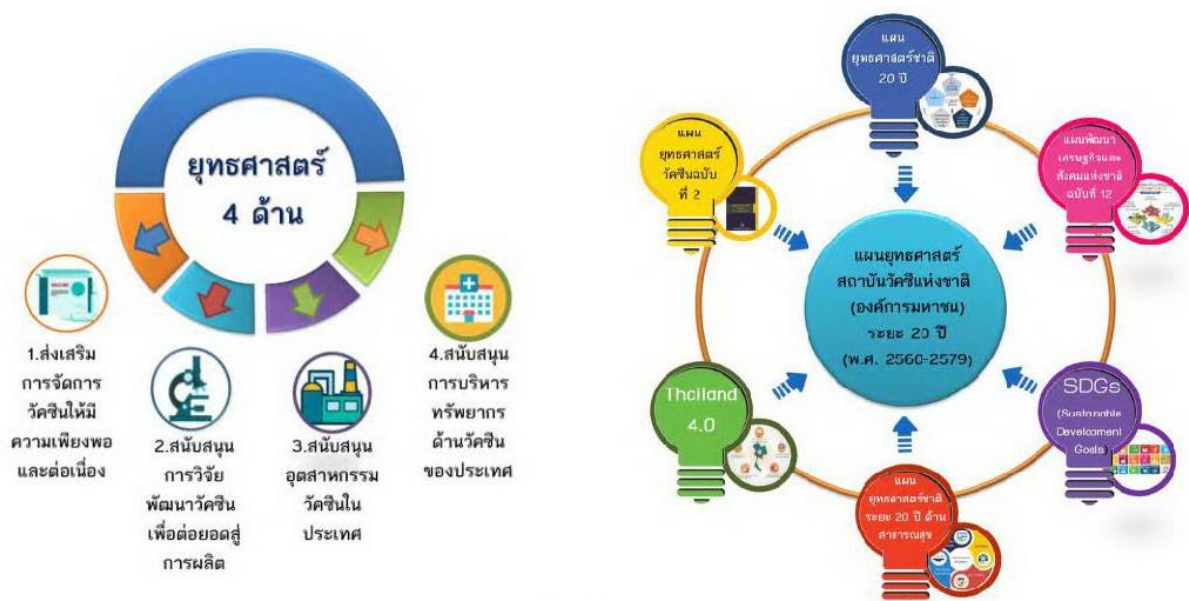 ยุทธศาสตร์
4 ด้าน
1.ส่งเสริม
การจัดการ
วัคซีนให้มี
ความเพียงพอ
และต่อเนื่อง
2.สนับสนุน
การวิจัย
พัฒนาวัคซีน
เพื่อต่อยอดสู่
การผลิต
3.สนับสนุน
อุตสาหกรรม
วัคซีนใน
ประเทศ
4.สนับสนุน
การบริหาร
ทรัพยากร
ด้านวัคซีน
ของประเทศ
แผน
ยุทธศาสตร์ชาติ
20 ปี
แผน
ยุทธศาสตร์
วัคซีนฉบับ
ที่ 2
แผนพัฒนา
เศรษฐกิจและ
สังคมแห่งชาติ
ฉบับที่ 12
แผนยุทธศาสตร์
สถาบันวัคซีแห่งชาติ
(องค์การมหาชน)
ระยะ 20 ปี
(พ.ศ. 2560-2579)
Thailand
4.0
SDGs
(Sustainable
Development
Goals
แผน
ยุทธศาสตร์ชาติ
ระยะ 20 ปี ด้าน
สาธารณสุข